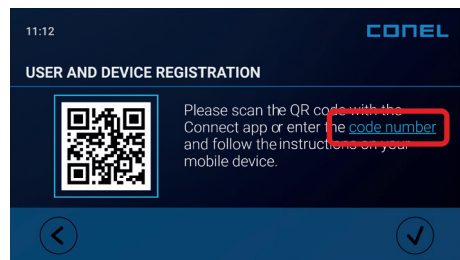 11:12
CONEL
USER AND DEVICE REGISTRATION
Please scan the QR code with the
Connect app or enter the code number
and follow the instructions on your
mobile device.